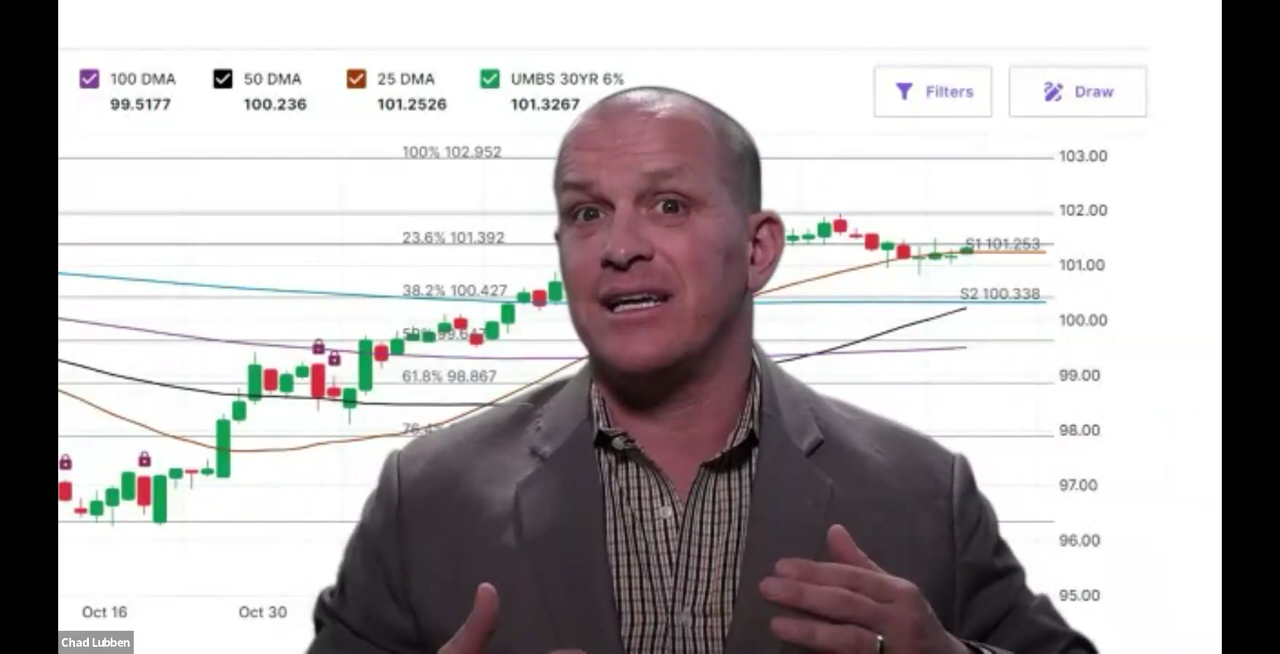 100 DMA 50 DMA 25 DMA UMBS 30YR 6%
99.5177 100.236 101.2526 101.3267
Filters Draw
100% 102.952
103.00
102.00
23.6% 101.392
S1 101.253
101.00
38.2% 100.427
S2 100.338
100.00
61.8% 98.867
99.00
98.00
97.00
96.00
95.00
Oct 16 Oct 30
Chad Lubben